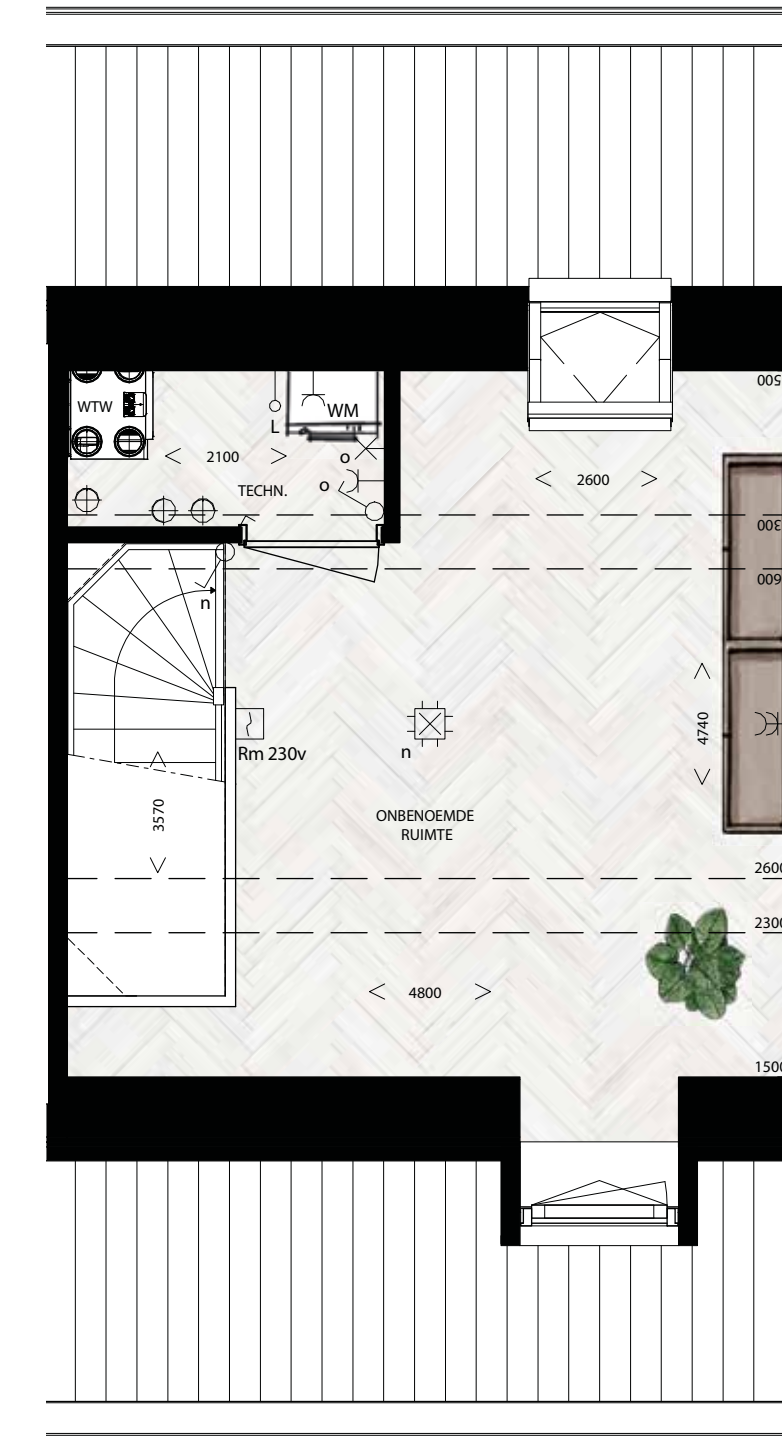 WTW
WM
L
2100
o
TECHN.
o
2600
n
4740
Rm 230v
n
3570
ONBENOEMDE
RUIMTE
4800